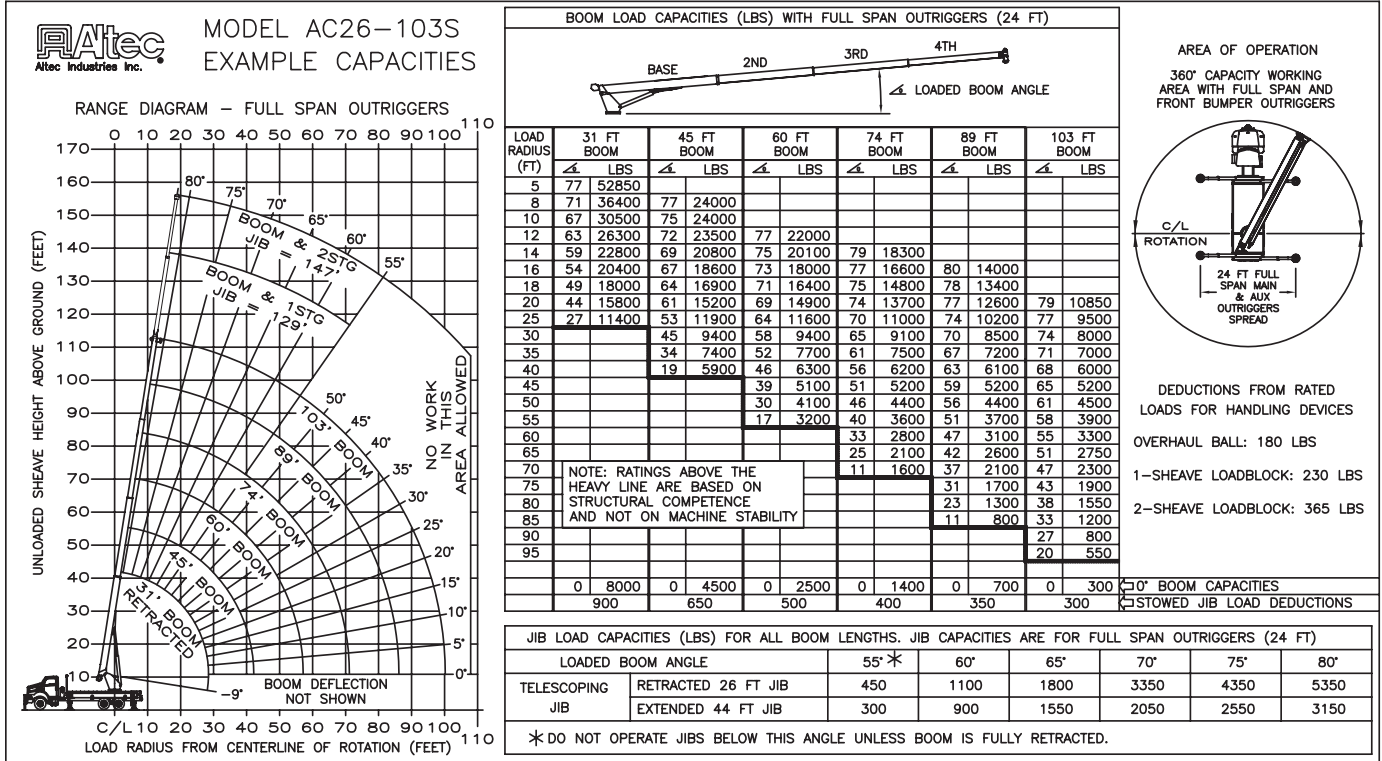 Altec
Altec Industries Inc.
MODEL AC26-103S
EXAMPLE CAPACITIES
RANGE DIAGRAM - FULL SPAN OUTRIGGERS
0 10 20 30 40 50 60 70 80 90 100 110
170
160
150
140
130
120
110
100
90
80
70
60
50
40
30
20
10
UNLOADED SHEAVE HEIGHT ABOVE GROUND (FEET)
80°
75°
70°
65°
60°
55°
BOOM & 2STG
JIB = 147'
BOOM & 1STG
JIB = 129'
50°
45°
40°
35°
30°
25°
20°
15°
10°
5°
0°
-9°
103' BOOM
89' BOOM
74' BOOM
60' BOOM
45' BOOM
31' BOOM
RETRACTED
NO WORK
IN THIS
AREA ALLOWED
BOOM DEFLECTION
NOT SHOWN
C/L 10 20 30 40 50 60 70 80 90 100 110
LOAD RADIUS FROM CENTERLINE OF ROTATION (FEET)
BOOM LOAD CAPACITIES (LBS) WITH FULL SPAN OUTRIGGERS (24 FT)
BASE 2ND 3RD 4TH
LOADED BOOM ANGLE
LOAD RADIUS (FT) 31 FT BOOM 45 FT BOOM 60 FT BOOM 74 FT BOOM 89 FT BOOM 103 FT BOOM
LBS LBS LBS LBS LBS LBS
5 77 52850
8 71 36400 77 24000
10 67 30500 75 24000
12 63 26300 72 23500 77 22000
14 59 22800 69 20800 75 20100 79 18300
16 54 20400 67 18600 73 18000 77 16600 80 14000
18 49 18000 64 16900 71 16400 75 14800 78 13400
20 44 15800 61 15200 69 14900 74 13700 77 12600 79 10850
25 27 11400 53 11900 64 11600 70 11000 74 10200 77 9500
30 45 9400 58 9400 65 9100 70 8500 74 8000
35 34 7400 52 7700 61 7500 67 7200 71 7000
40 19 5900 46 6300 56 6200 63 6100 68 6000
45 39 5100 51 5200 59 5200 65 5200
50 30 4100 46 4400 56 4400 61 4500
55 17 3200 40 3600 51 3700 58 3900
60 33 2800 47 3100 55 3300
65 25 2100 42 2600 51 2750
70 11 1600 37 2100 47 2300
75 31 1700 43 1900
80 23 1300 38 1550
85 11 800 33 1200
90 27 800
95 20 550
NOTE: RATINGS ABOVE THE
HEAVY LINE ARE BASED ON
STRUCTURAL COMPETENCE
AND NOT ON MACHINE STABILITY
0 8000 0 4500 0 2500 0 1400 0 700 0 300 0° BOOM CAPACITIES
900 650 500 400 350 300 STOWED JIB LOAD DEDUCTIONS
AREA OF OPERATION
360° CAPACITY WORKING
AREA WITH FULL SPAN AND
FRONT BUMPER OUTRIGGERS
C/L
ROTATION
24 FT FULL
SPAN MAIN
& AUX
OUTRIGGERS
SPREAD
DEDUCTIONS FROM RATED
LOADS FOR HANDLING DEVICES
OVERHAUL BALL: 180 LBS
1-SHEAVE LOADBLOCK: 230 LBS
2-SHEAVE LOADBLOCK: 365 LBS
JIB LOAD CAPACITIES (LBS) FOR ALL BOOM LENGTHS. JIB CAPACITIES ARE FOR FULL SPAN OUTRIGGERS (24 FT)
LOADED BOOM ANGLE 55°* 60° 65° 70° 75° 80°
TELESCOPING JIB
RETRACTED 26 FT JIB 450 1100 1800 3350 4350 5350
EXTENDED 44 FT JIB 300 900 1550 2050 2550 3150
* DO NOT OPERATE JIBS BELOW THIS ANGLE UNLESS BOOM IS FULLY RETRACTED.